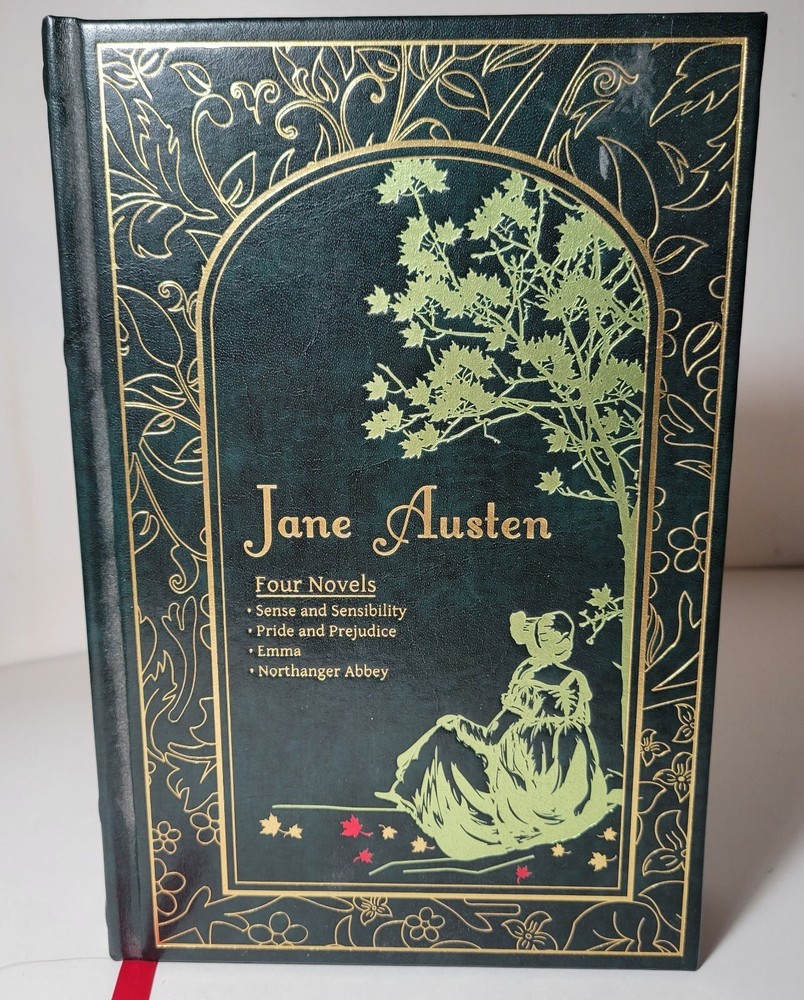 Jane Austen
Four Novels
• Sense and Sensibility
• Pride and Prejudice
• Emma
• Northanger Abbey